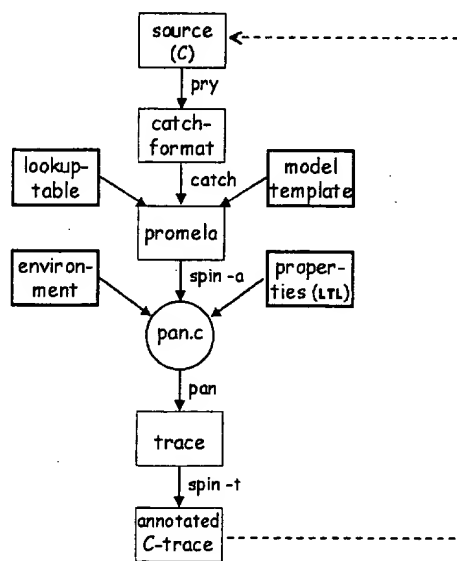 source
(C)
pry
catch-
format
lookup-
table
catch
model
template
promela
environ-
ment
spin -a
proper-
ties (LTL)
pan.c
pan
trace
spin -t
annotated
C-trace